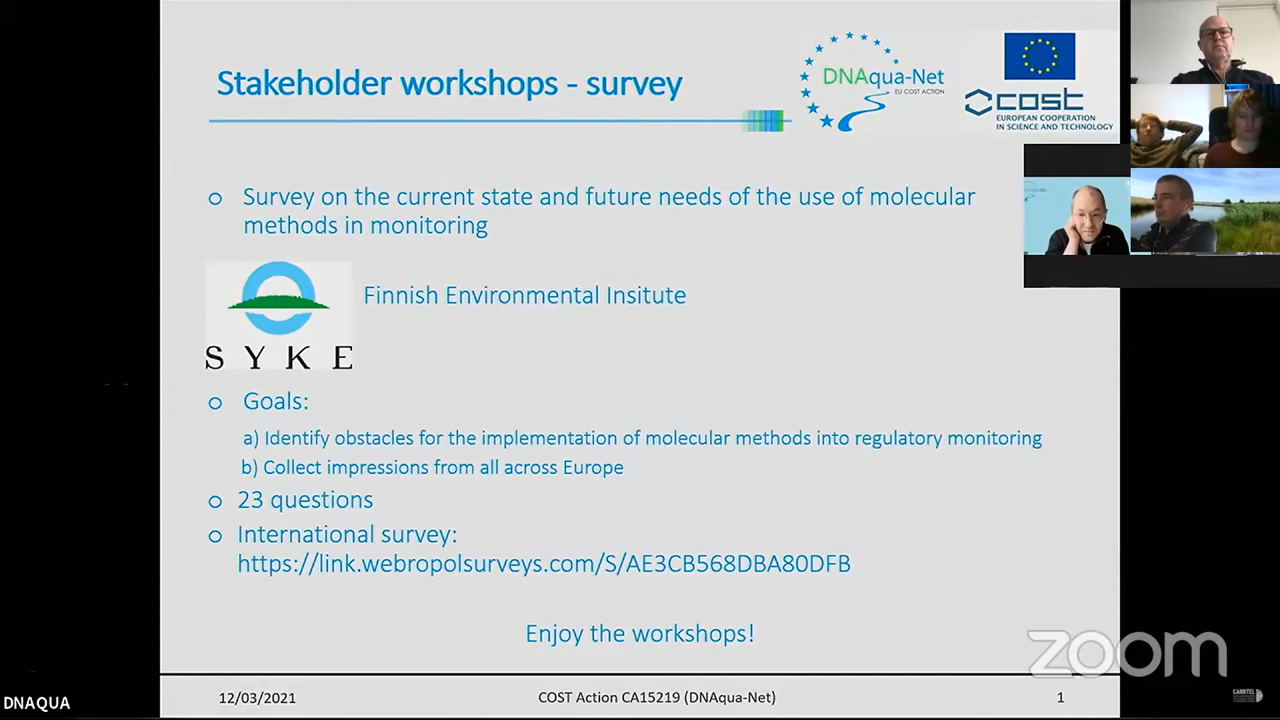 Stakeholder workshops - survey
DNAqua-Net
EU COST ACTION
cost
EUROPEAN COOPERATION
IN SCIENCE AND TECHNOLOGY
o Survey on the current state and future needs of the use of molecular
methods in monitoring
Finnish Environmental Insitute
SYKE
o Goals:
a) Identify obstacles for the implementation of molecular methods into regulatory monitoring
b) Collect impressions from all across Europe
o 23 questions
o International survey:
https://link.webropolsurveys.com/S/AE3CB568DBA80DFB
Enjoy the workshops!
zoom
DNAQUA
12/03/2021
COST Action CA15219 (DNAqua-Net)
1